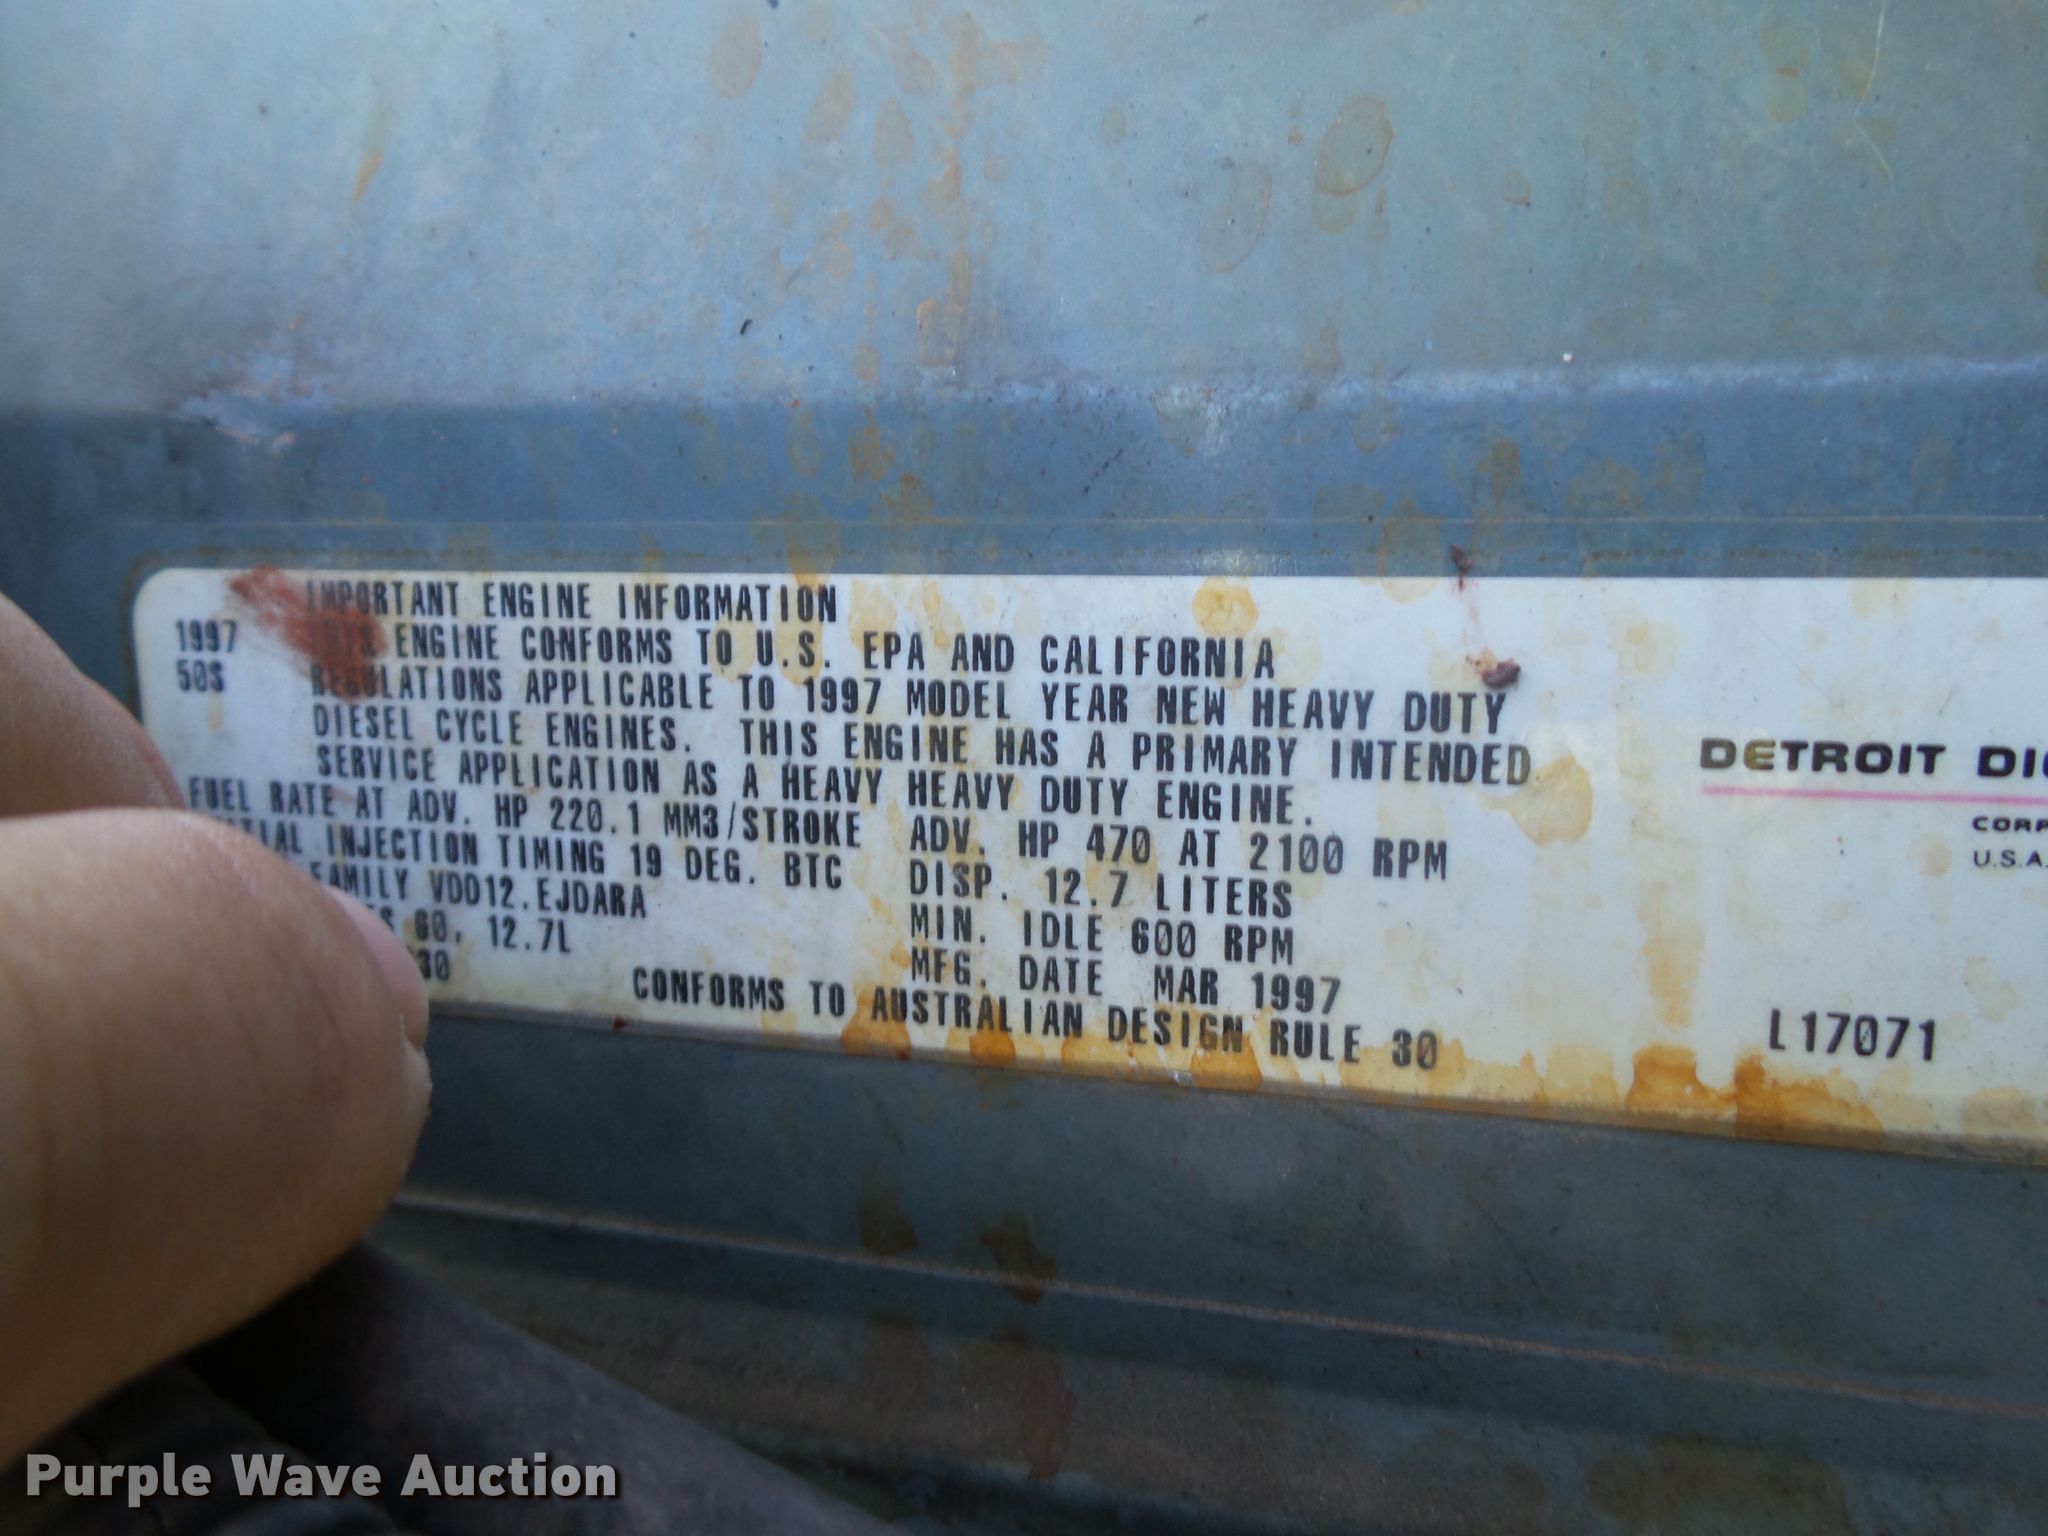 IMPORTANT ENGINE INFORMATION
1997 THIS ENGINE CONFORMS TO U.S. EPA AND CALIFORNIA
50S REGULATIONS APPLICABLE TO 1997 MODEL YEAR NEW HEAVY DUTY
DIESEL CYCLE ENGINES. THIS ENGINE HAS A PRIMARY INTENDED
SERVICE APPLICATION AS A HEAVY HEAVY DUTY ENGINE.
FUEL RATE AT ADV. HP 220.1 MM3/STROKE ADV. HP 470 AT 2100 RPM
INJECTION TIMING 19 DEG. BTC DISP. 12.7 LITERS
FAMILY VDD12.EJDARA MIN. IDLE 600 RPM
60, 12.7L MFG. DATE MAR 1997
30 CONFORMS TO AUSTRALIAN DESIGN RULE 30
DETROIT
U.S.A.
L17071
Purple Wave Auction